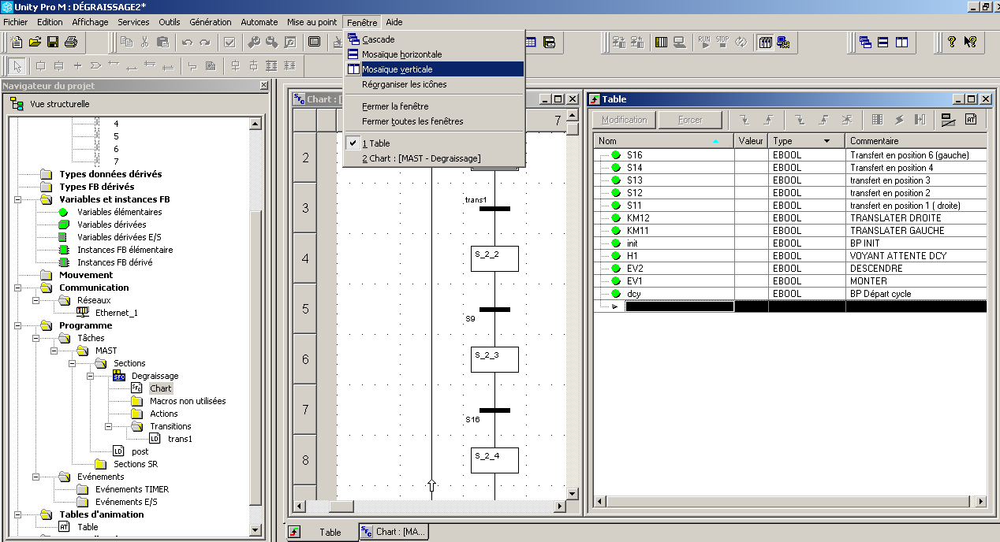 Unity Pro M : DÉGRAISSAGE2*
Fichier Edition Affichage Services Outils Génération Automate Mise au point Fenêtre Aide
Cascade
Mosaïque horizontale
Mosaïque verticale
Réorganiser les icônes
Fermer la fenêtre
Fermer toutes les fenêtres
1 Table
2 Chart : [MAST - Degraissage]
RUN STOP
Navigateur du projet
Vue structurelle
4
5
6
7
Types données dérivés
Types FB dérivés
Variables et instances FB
Variables élémentaires
Variables dérivées
Variables dérivées E/S
Instances FB élémentaire
Instances FB dérivé
Mouvement
Communication
Réseaux
Ethernet_1
Programme
Tâches
MAST
Sections
Degraissage
Chart
Macros non utilisées
Actions
Transitions
trans1
post
Sections SR
Evénements
Evénements TIMER
Evénements E/S
Tables d'animation
Table
Chart : [
7
2
3
4
5
6
7
8
trans1
S_2_2
S9
S_2_3
S16
S_2_4
Table
Modification Forcer
Nom Valeur Type Commentaire
S16 EBOOL Transfert en position 6 (gauche)
S14 EBOOL Transfert en position 4
S13 EBOOL transfert en position 3
S12 EBOOL transfert en position 2
S11 EBOOL transfert en position 1 ( droite)
KM12 EBOOL TRANSLATER DROITE
KM11 EBOOL TRANSLATER GAUCHE
init EBOOL BP INIT
H1 EBOOL VOYANT ATTENTE DCY
EV2 EBOOL DESCENDRE
EV1 EBOOL MONTER
dcy EBOOL BP Départ cycle
Table Chart : [MA...